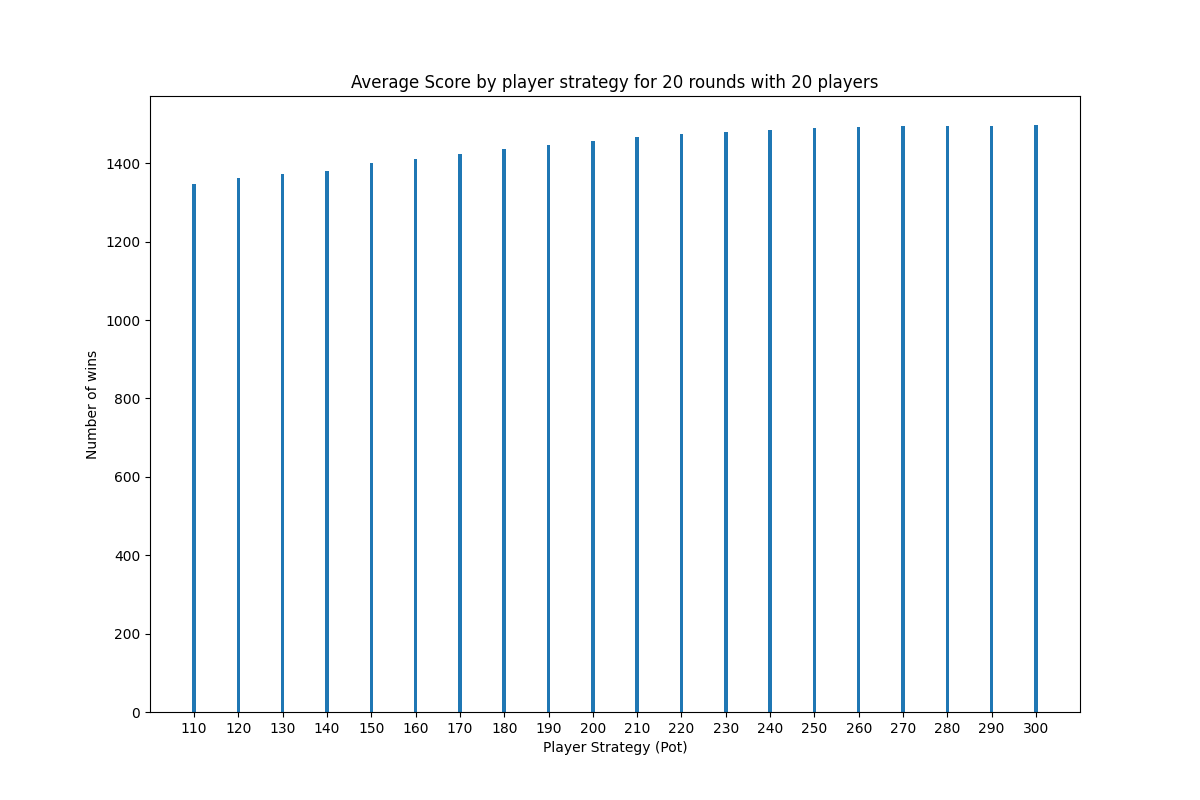 Average Score by player strategy for 20 rounds with 20 players
Number of wins
1400
1200
1000
800
600
400
200
0
110 120 130 140 150 160 170 180 190 200 210 220 230 240 250 260 270 280 290 300
Player Strategy (Pot)